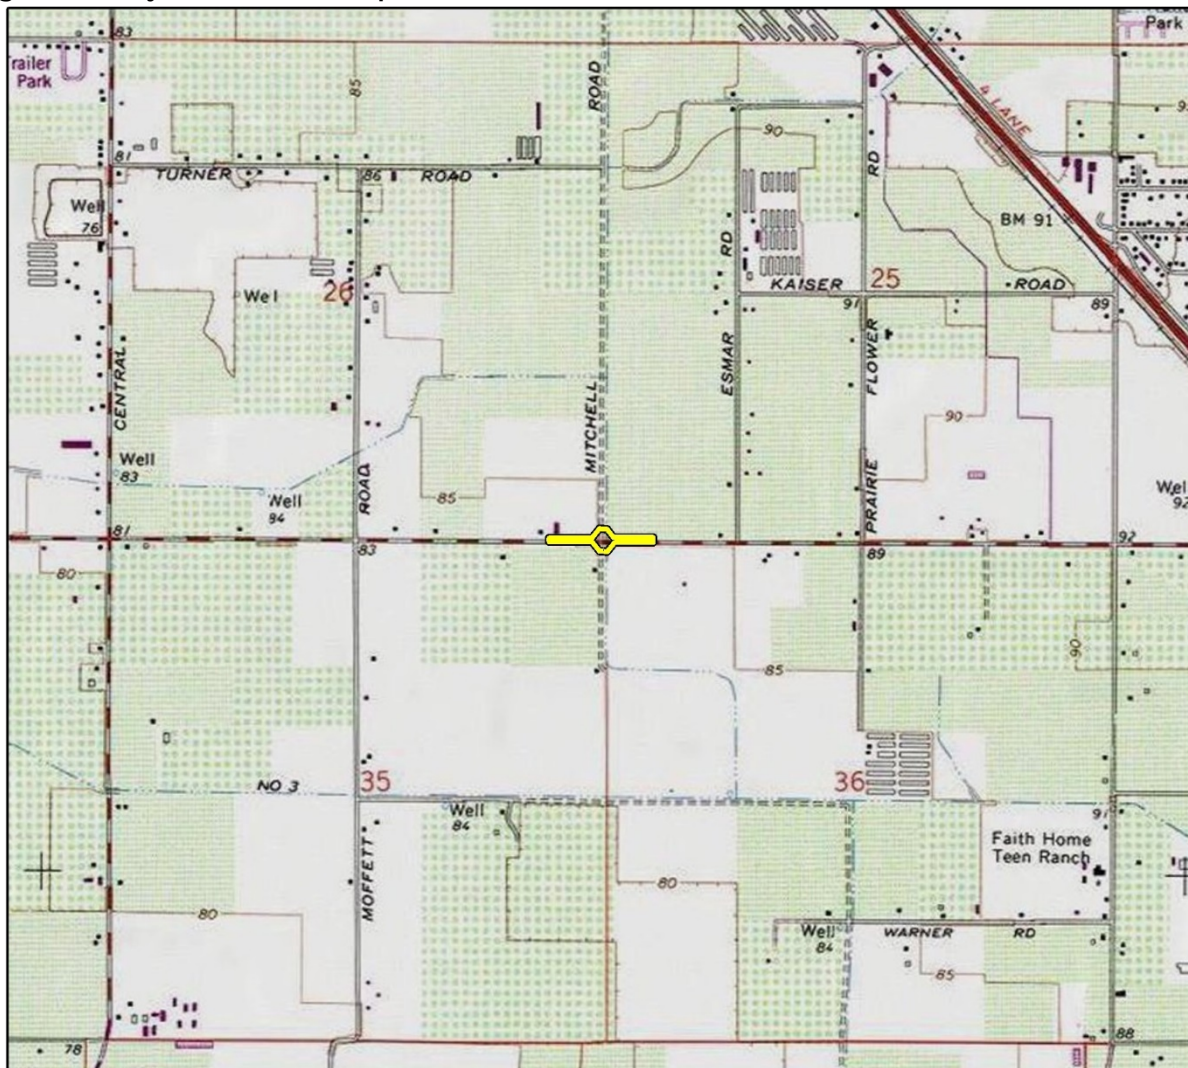 83
Park
railer
Park
85
ROAD
4 LANE
90
81
TURNER
86
ROAD
RD
Well
76
BM 91
RD
Wel
26
KAISER
25
ROAD
91
89
CENTRAL
ESMAR
FLOWER
MITCHELL
90
Well
83
Well
84
ROAD
85
PRAIRIE
Wel
92
81
83
89
92
80
85
90
NO 3
35
36
Well
84
91
Faith Home
Teen Ranch
MOFFETT
80
80
Well
84
WARNER
RD
85
78
88